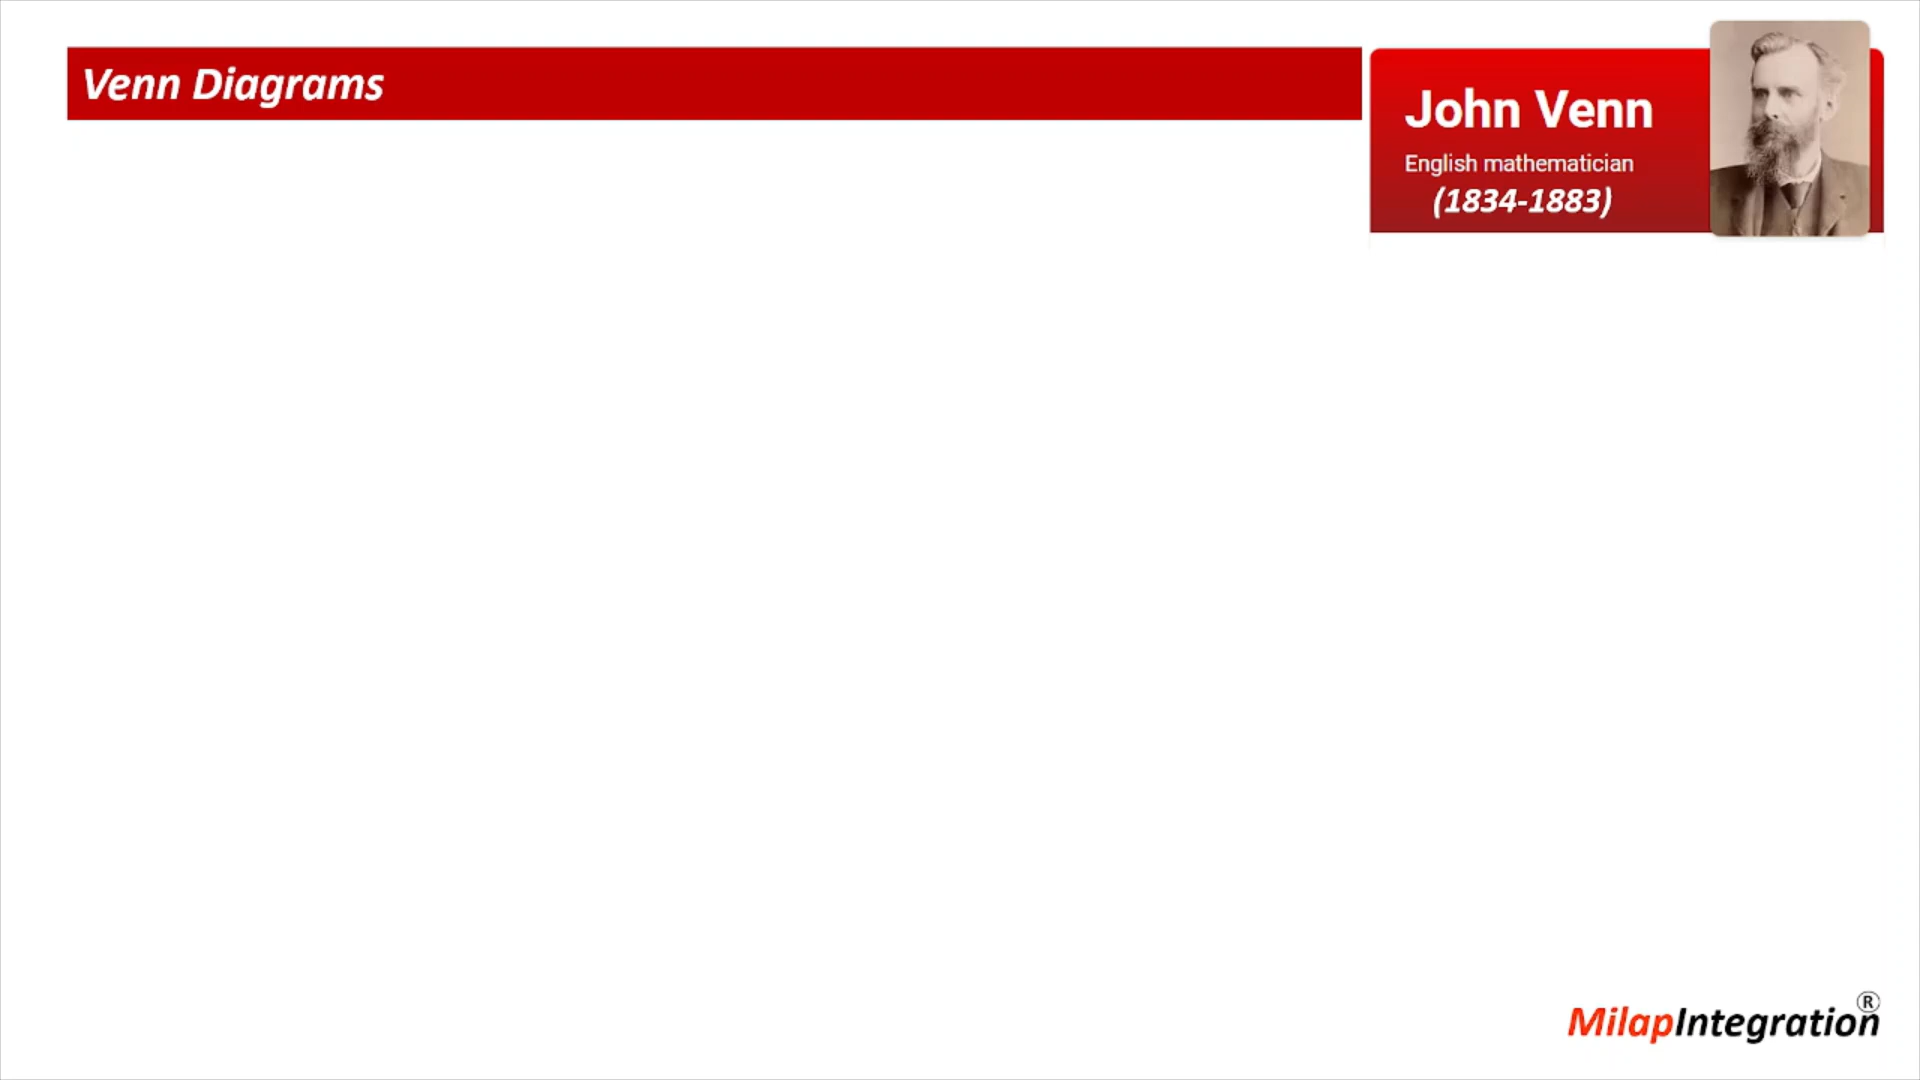 Venn Diagrams
John Venn
English mathematician
(1834-1883)
MilapIntegration®